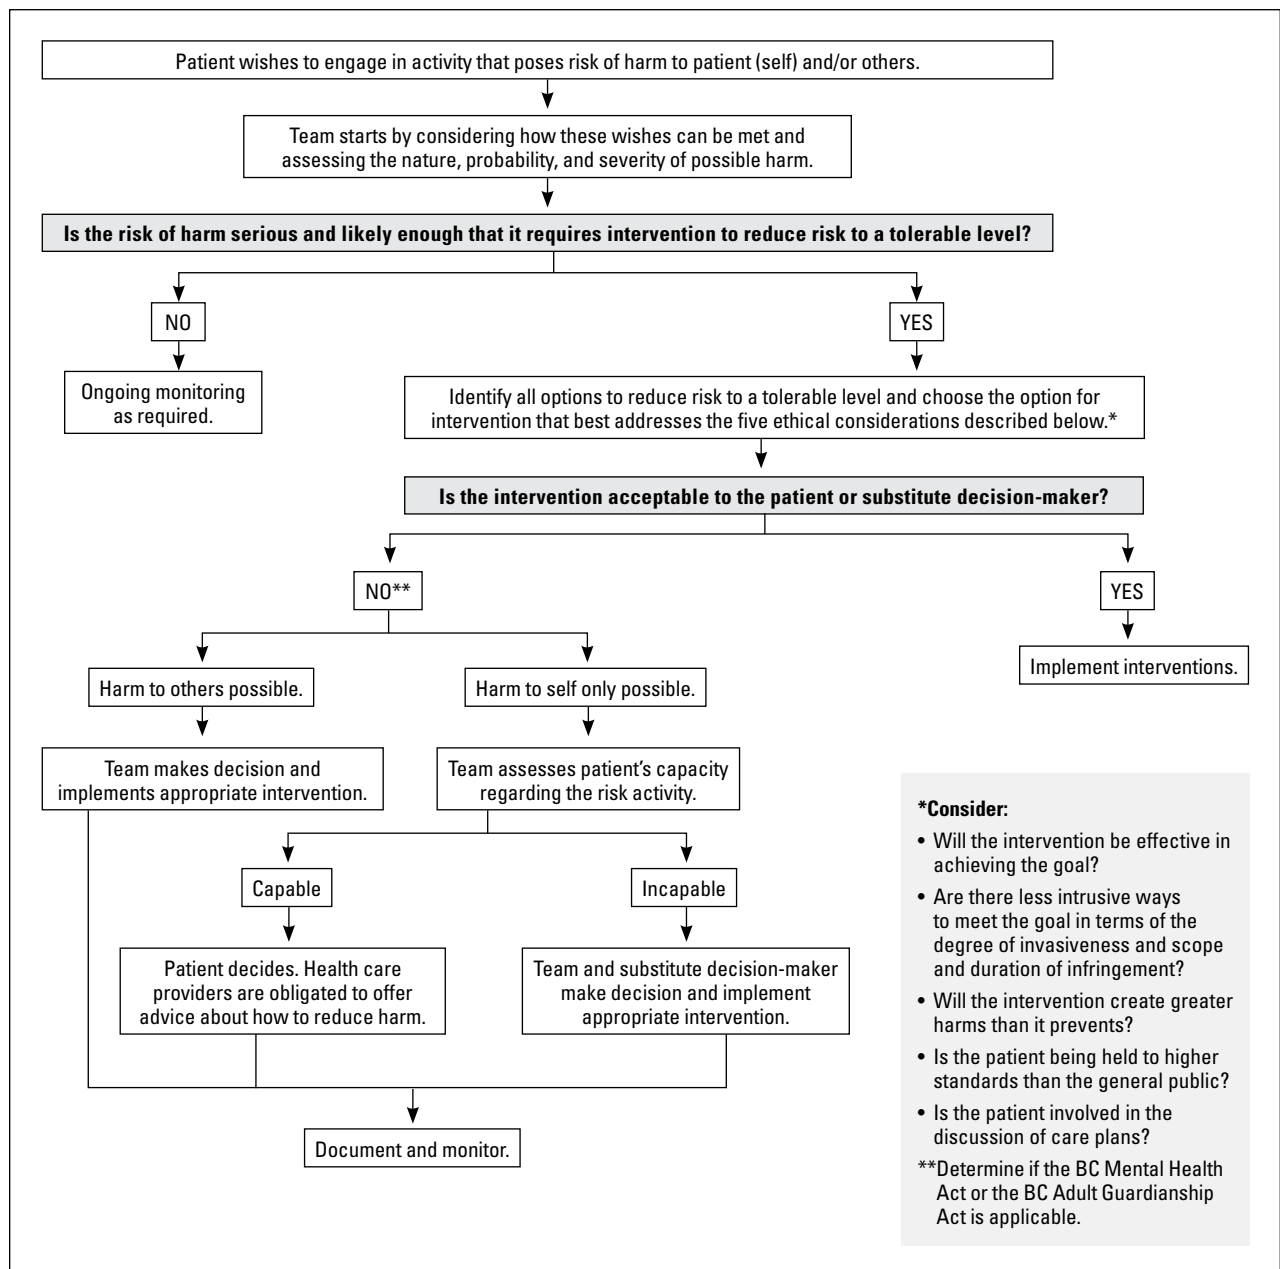 Patient wishes to engage in activity that poses risk of harm to patient (self) and/or others.
Team starts by considering how these wishes can be met and
assessing the nature, probability, and severity of possible harm.
Is the risk of harm serious and likely enough that it requires intervention to reduce risk to a tolerable level?
NO
YES
Ongoing monitoring
as required.
Identify all options to reduce risk to a tolerable level and choose the option for
intervention that best addresses the five ethical considerations described below.*
Is the intervention acceptable to the patient or substitute decision-maker?
NO**
YES
Implement interventions.
Harm to others possible.
Harm to self only possible.
Team makes decision and
implements appropriate intervention.
Team assesses patient's capacity
regarding the risk activity.
Capable
Incapable
Patient decides. Health care
providers are obligated to offer
advice about how to reduce harm.
Team and substitute decision-maker
make decision and implement
appropriate intervention.
Document and monitor.
*Consider:
• Will the intervention be effective in
achieving the goal?
• Are there less intrusive ways
to meet the goal in terms of the
degree of invasiveness and scope
and duration of infringement?
• Will the intervention create greater
harms than it prevents?
• Is the patient being held to higher
standards than the general public?
• Is the patient involved in the
discussion of care plans?
**Determine if the BC Mental Health
Act or the BC Adult Guardianship
Act is applicable.